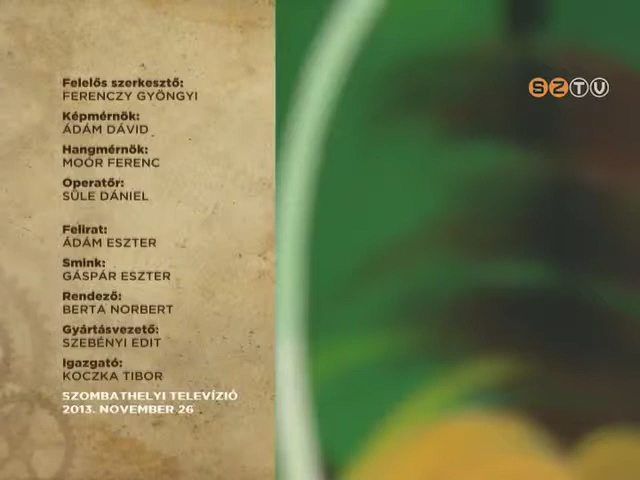 Felelős szerkesztő:
FERENCZY GYÖNGYI
Képmérnök:
ÁDÁM DÁVID
Hangmérnök:
MOÓR FERENC
Operatőr:
SÜLE DÁNIEL
Felirat:
ÁDÁM ESZTER
Smink:
GÁSPÁR ESZTER
Rendező:
BERTA NORBERT
Gyártásvezető:
SZEBÉNYI EDIT
Igazgató:
KOCZKA TIBOR
SZOMBATHELYI TELEVÍZIÓ
2013. NOVEMBER 26
SZTV